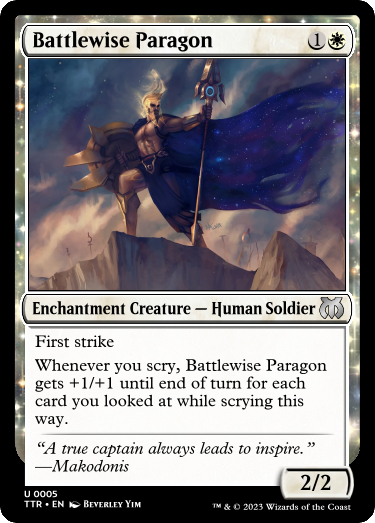 Battlewise Paragon 1
Enchantment Creature — Human Soldier
First strike
Whenever you scry, Battlewise Paragon
gets +1/+1 until end of turn for each
card you looked at while scrying this
way.
“A true captain always leads to inspire.”
—Makodonis
2/2
U 0005
TTR • EN Beverley Yim
™ & © 2023 Wizards of the Coast